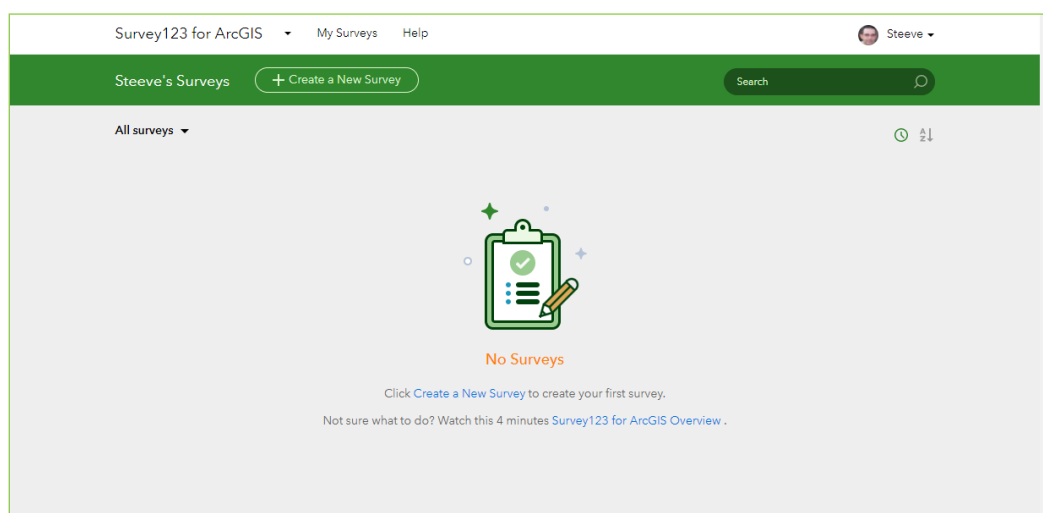 Survey123 for ArcGIS My Surveys Help Steeve
Steeve's Surveys + Create a New Survey Search
All surveys A Z
No Surveys
Click Create a New Survey to create your first survey.
Not sure what to do? Watch this 4 minutes Survey123 for ArcGIS Overview .